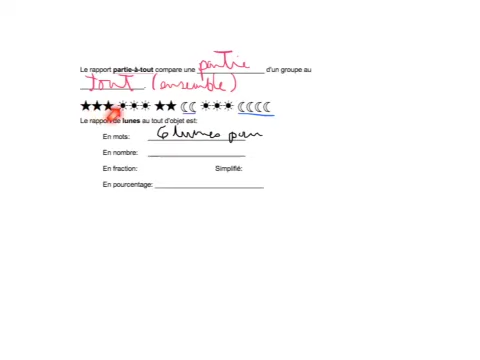 Le rapport partie-à-tout compare une partie d'un groupe au
tout (ensemble).
★★★☀☀☀ ★★ ☾☾ ☀☀☀ ☾☾☾☾
Le rapport de lunes au tout d'objet est:
En mots: 6 lunes pour
En nombre:
En fraction: Simplifié:
En pourcentage: